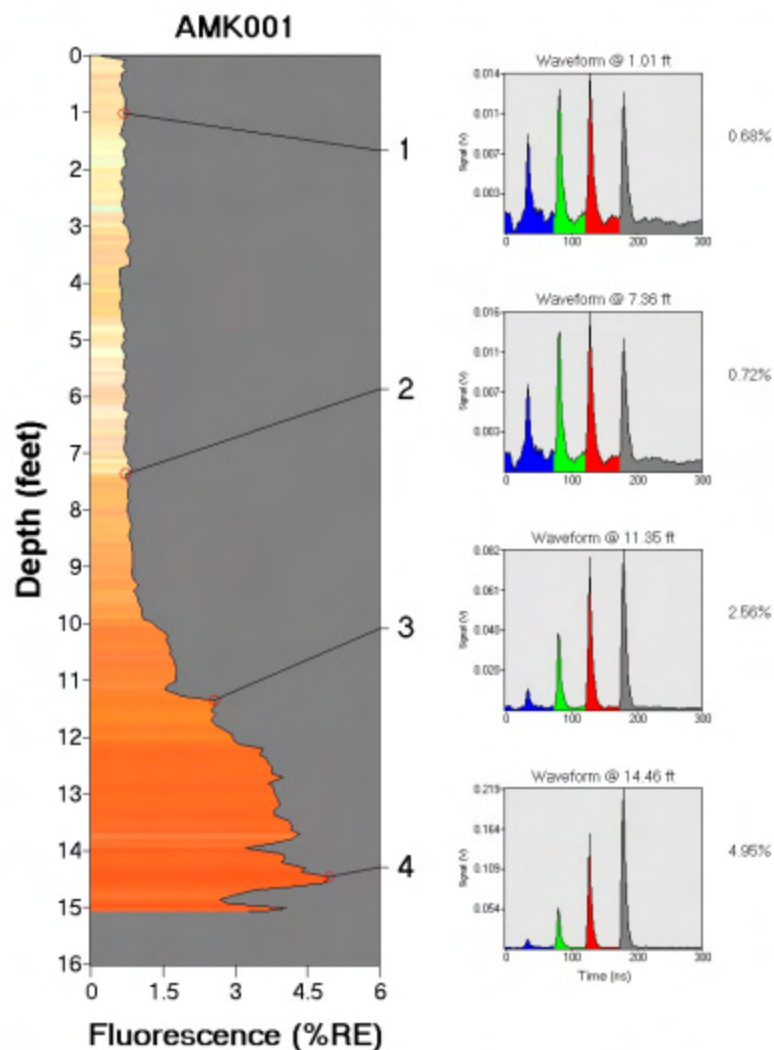 AMK001
0
1
2
3
4
5
6
7
8
9
10
11
12
13
14
15
16
Depth (feet)
0 1.5 3 4.5 6
Fluorescence (%RE)
1
2
3
4
Waveform @ 1.01 ft
0.014
0.011
0.007
0.003
Signal (V)
0 100 200 300
0.68%
Waveform @ 7.36 ft
0.015
0.011
0.007
0.003
Signal (V)
0 100 200 300
0.72%
Waveform @ 11.35 ft
0.082
0.061
0.040
0.020
Signal (V)
0 100 200 300
2.56%
Waveform @ 14.46 ft
0.219
0.164
0.109
0.054
Signal (V)
0 100 200 300
Time (ns)
4.95%